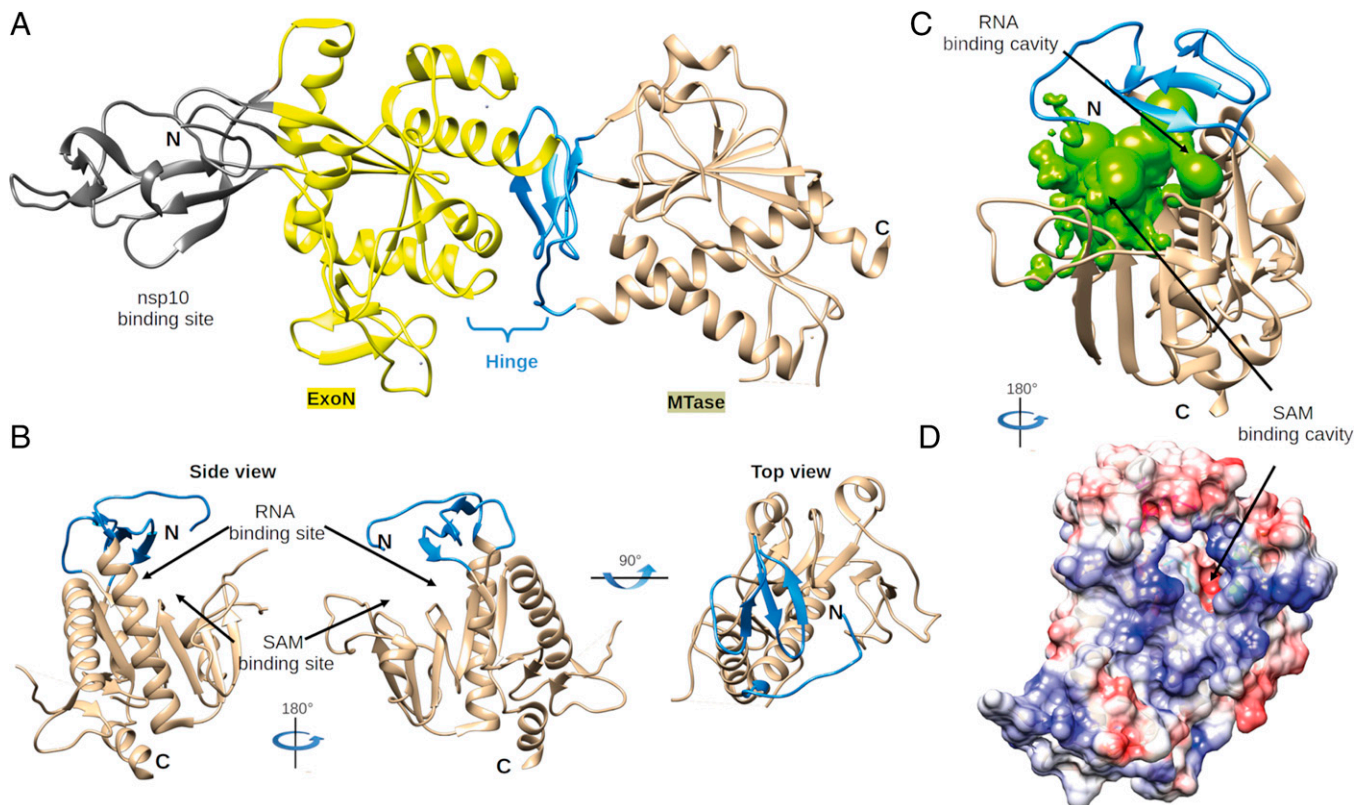 A
N
nsp10
binding site
ExoN
Hinge
MTase
C
B
Side view
N
RNA
binding site
N
SAM
binding site
C
180°
C
90°
Top view
N
C
RNA
binding cavity
N
C
180°
SAM
binding cavity
D